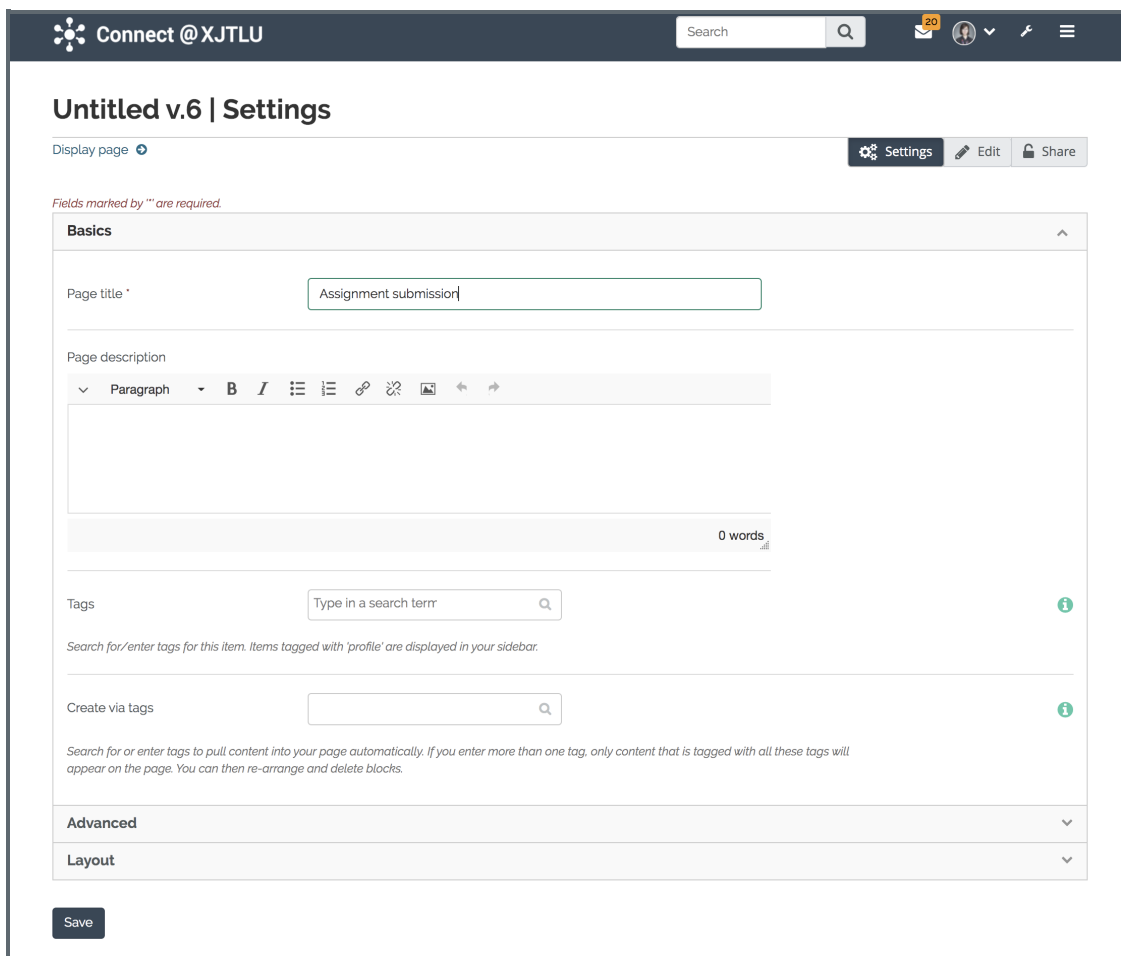 Connect @ XJTLU
Search
20
Untitled v.6 | Settings
Display page
Settings
Edit
Share
Fields marked by '*' are required.
Basics
Page title *
Assignment submission
Page description
Paragraph
B I
0 words
Tags
Type in a search term
Search for/enter tags for this item. Items tagged with 'profile' are displayed in your sidebar.
Create via tags
Search for or enter tags to pull content into your page automatically. If you enter more than one tag, only content that is tagged with all these tags will
appear on the page. You can then re-arrange and delete blocks.
Advanced
Layout
Save